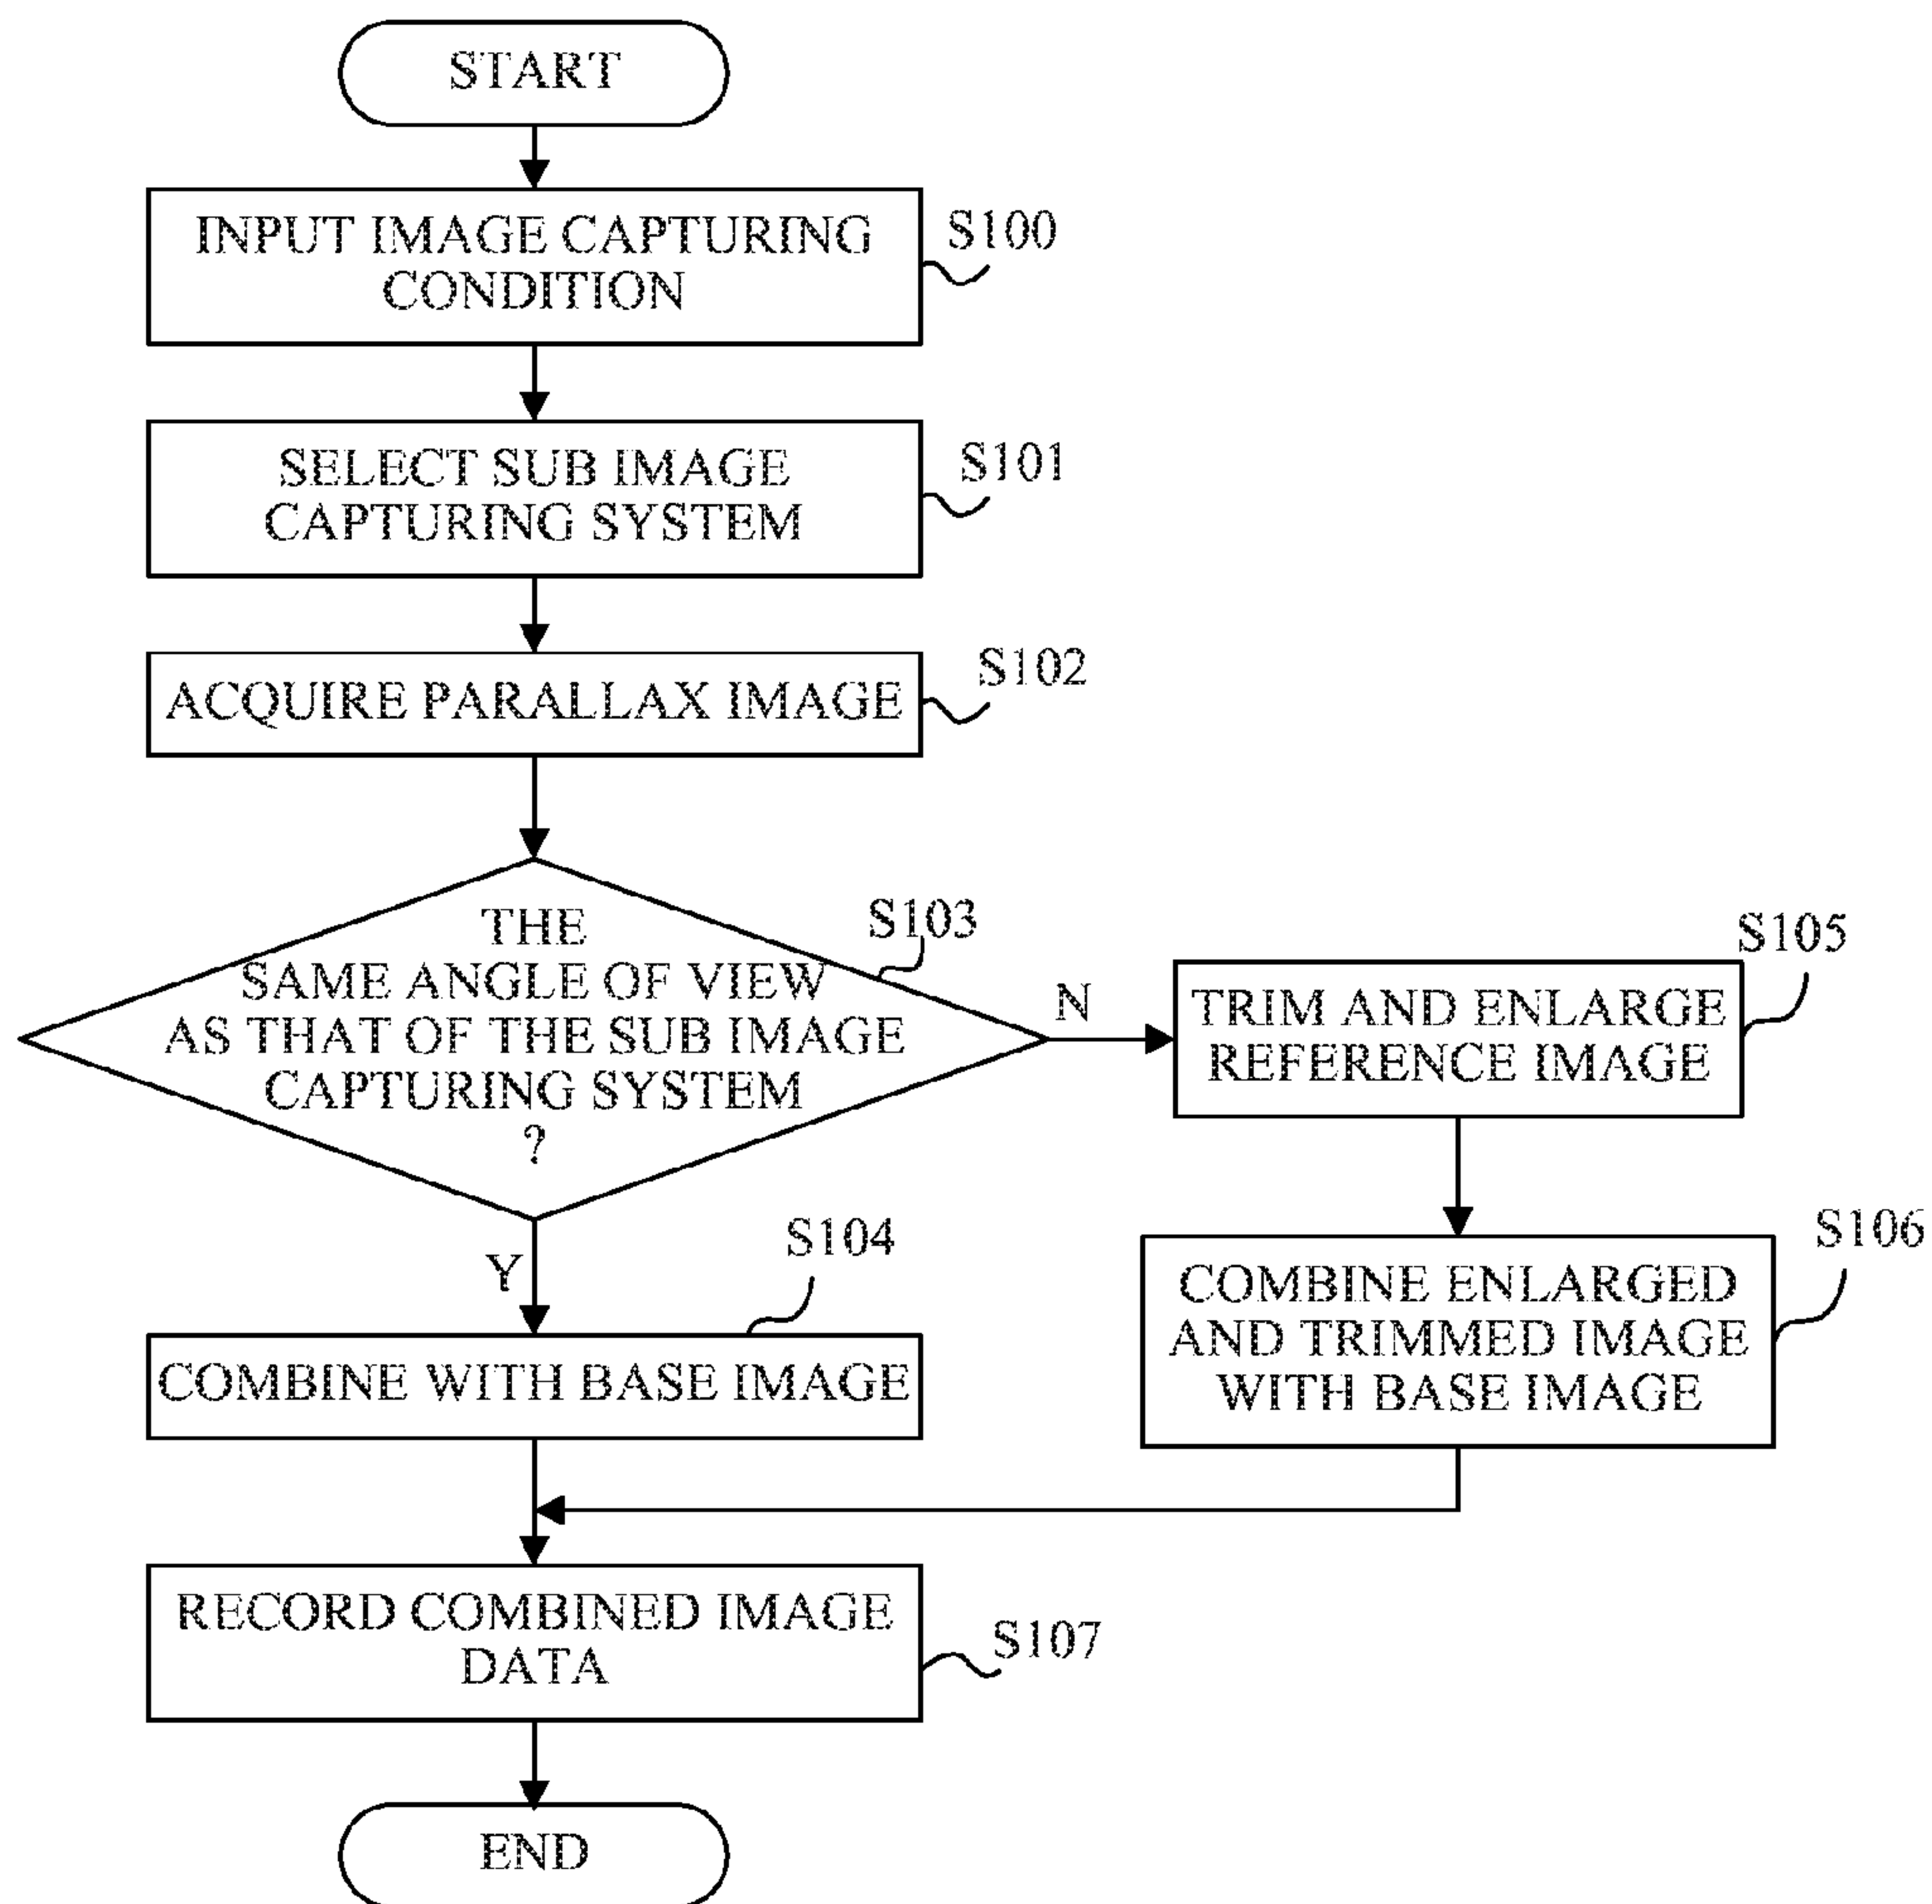 START
INPUT IMAGE CAPTURING
CONDITION
S100
SELECT SUB IMAGE
CAPTURING SYSTEM
S101
ACQUIRE PARALLAX IMAGE
S102
THE
SAME ANGLE OF VIEW
AS THAT OF THE SUB IMAGE
CAPTURING SYSTEM
?
S103
N
TRIM AND ENLARGE
REFERENCE IMAGE
S105
Y
COMBINE WITH BASE IMAGE
S104
COMBINE ENLARGED
AND TRIMMED IMAGE
WITH BASE IMAGE
S106
RECORD COMBINED IMAGE
DATA
S107
END